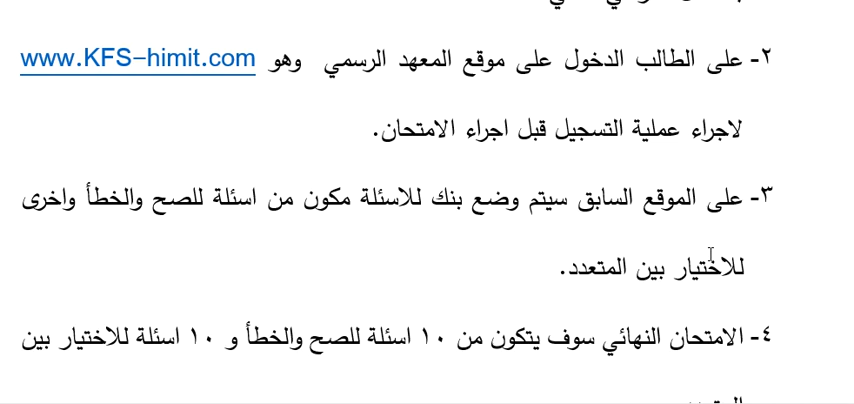 ٢- على الطالب الدخول على موقع المعهد الرسمي وهو www.KFS-himit.com
لاجراء عملية التسجيل قبل اجراء الامتحان.
٣- على الموقع السابق سيتم وضع بنك للاسئلة مكون من اسئلة للصح والخطأ واخرى
للاختيار بين المتعدد.
٤- الامتحان النهائي سوف يتكون من ١٠ اسئلة للصح والخطأ و ١٠ اسئلة للاختيار بين